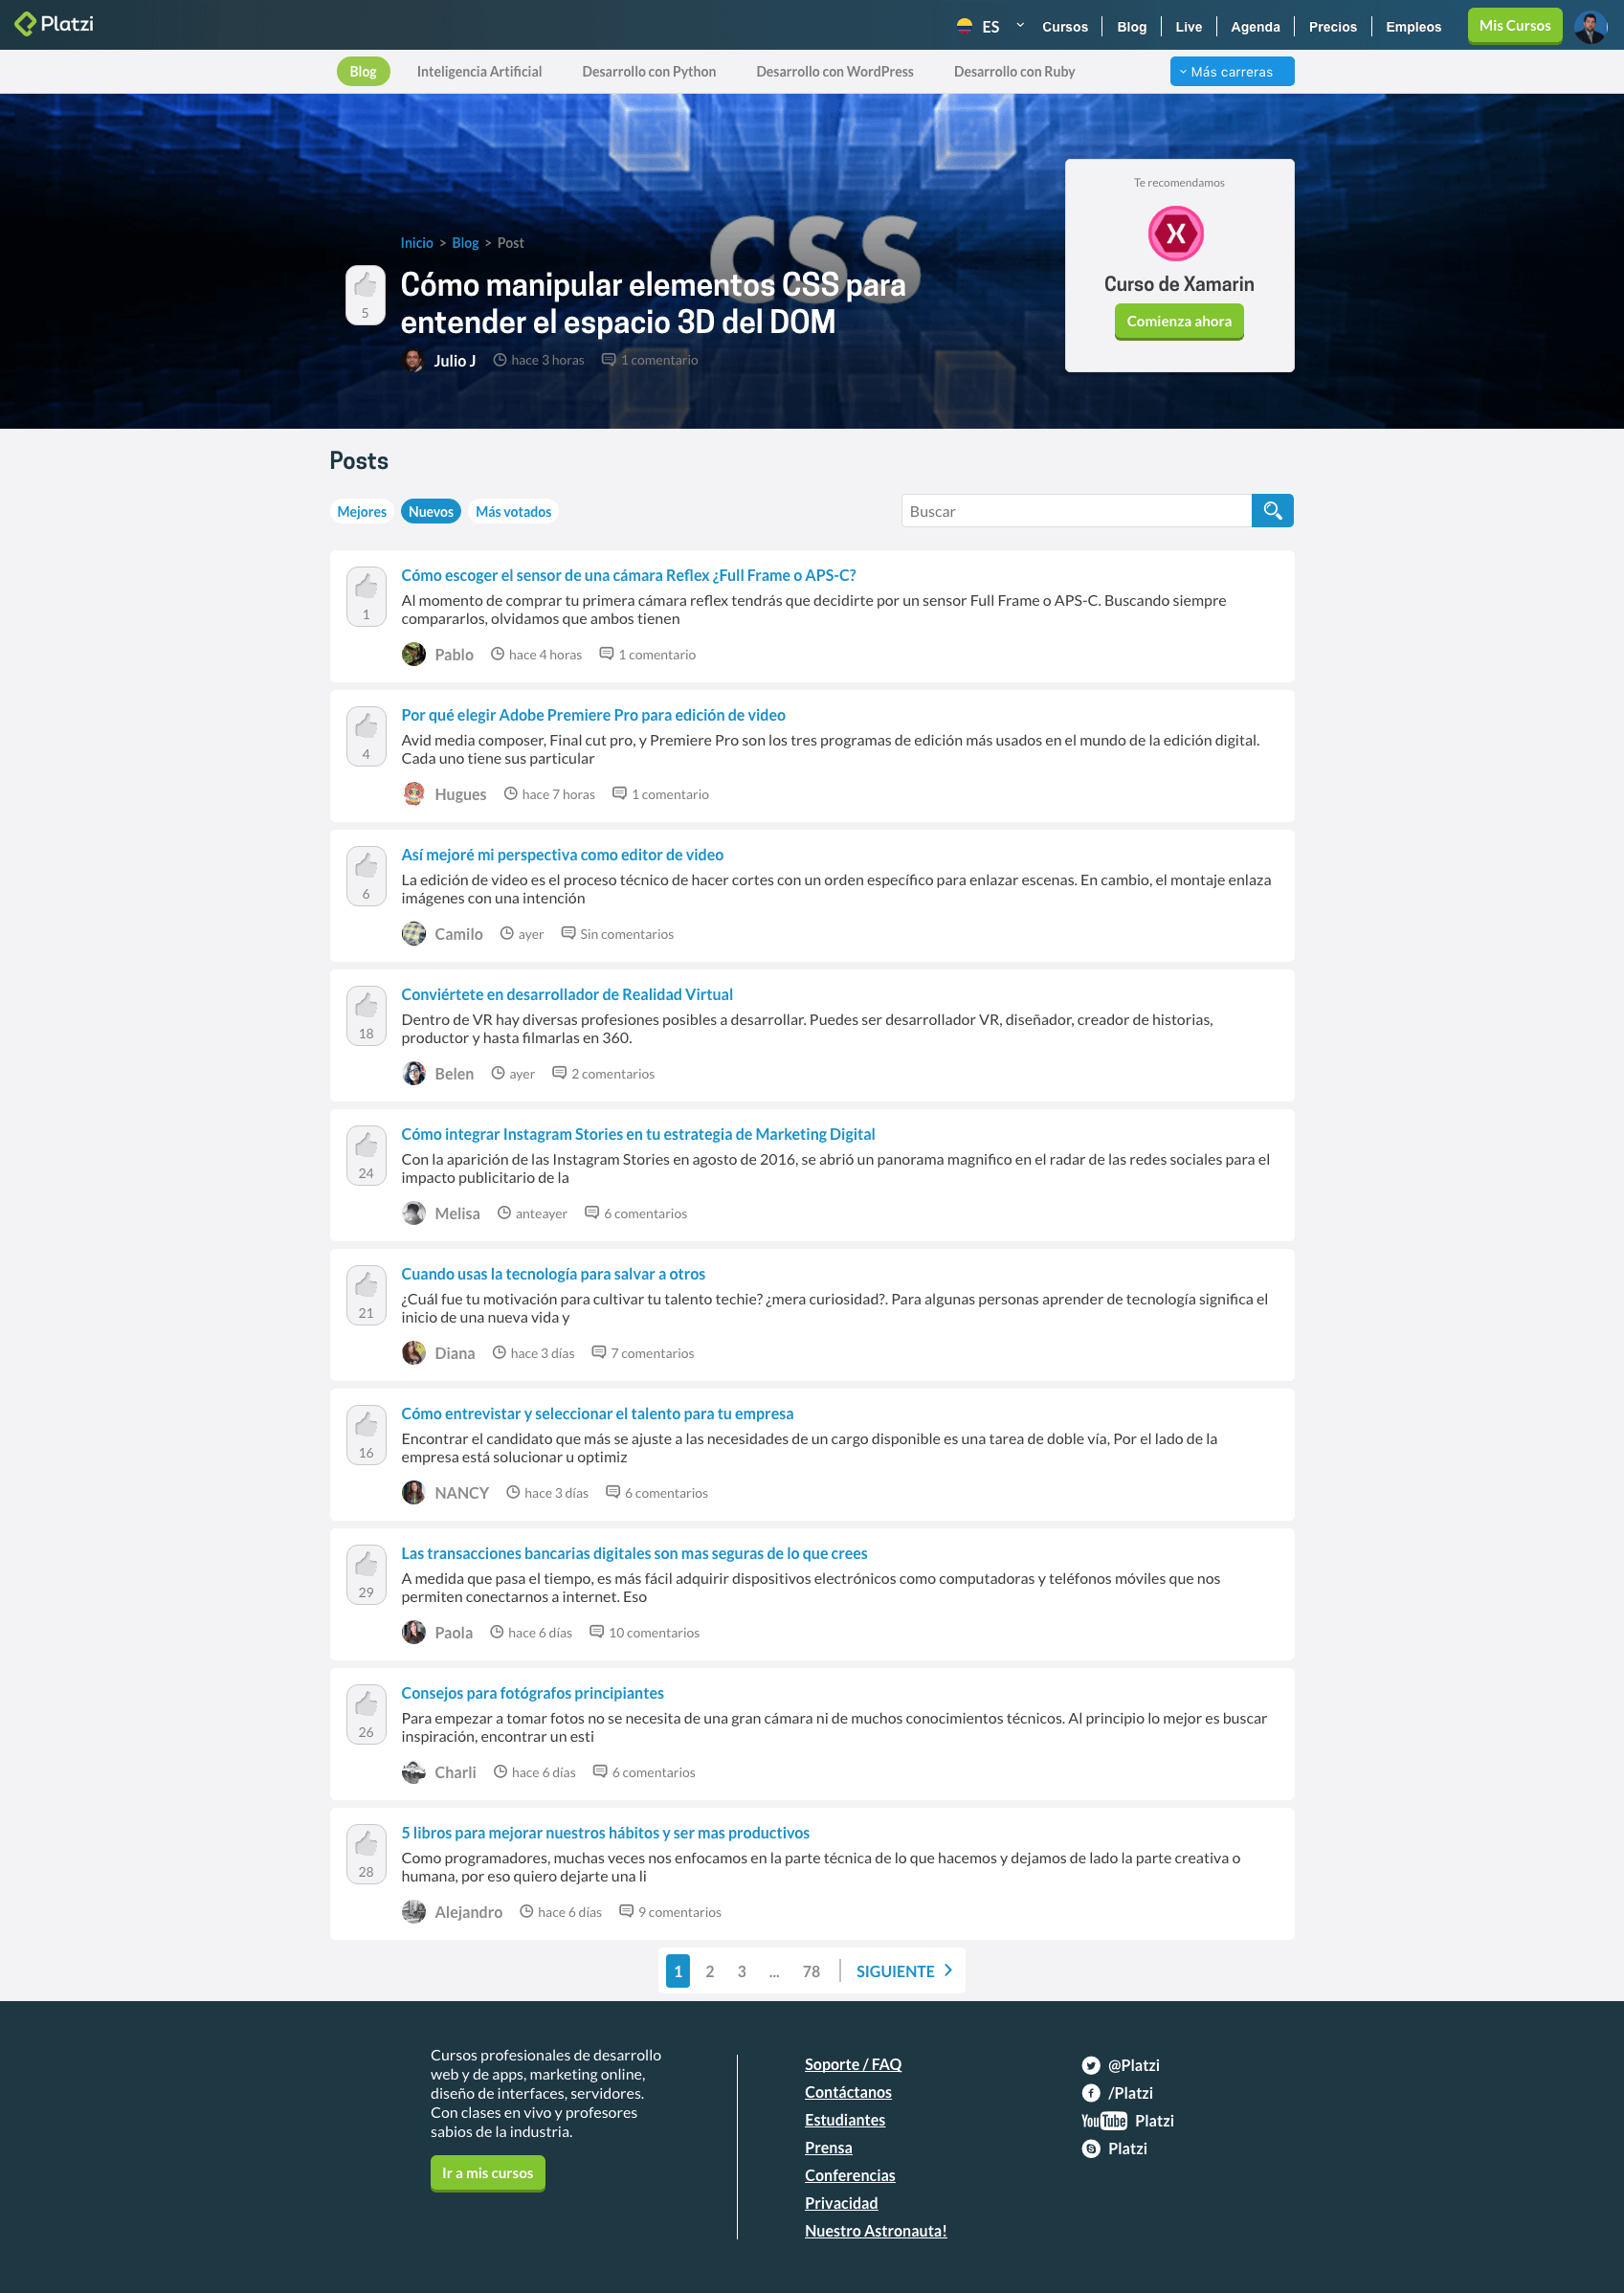 Platzi
ES
Cursos
Blog
Live
Agenda
Precios
Empleos
Mis Cursos
Blog
Inteligencia Artificial
Desarrollo con Python
Desarrollo con WordPress
Desarrollo con Ruby
Más carreras
CSS
Inicio > Blog > Post
Cómo manipular elementos CSS para
entender el espacio 3D del DOM
5
Julio J
hace 3 horas
1 comentario
Te recomendamos
X
Curso de Xamarin
Comienza ahora
Posts
Mejores
Nuevos
Más votados
Buscar
Cómo escoger el sensor de una cámara Reflex ¿Full Frame o APS-C?
Al momento de comprar tu primera cámara reflex tendrás que decidirte por un sensor Full Frame o APS-C. Buscando siempre
compararlos, olvidamos que ambos tienen
1
Pablo
hace 4 horas
1 comentario
Por qué elegir Adobe Premiere Pro para edición de video
Avid media composer, Final cut pro, y Premiere Pro son los tres programas de edición más usados en el mundo de la edición digital.
Cada uno tiene sus particular
4
Hugues
hace 7 horas
1 comentario
Así mejoré mi perspectiva como editor de video
La edición de video es el proceso técnico de hacer cortes con un orden específico para enlazar escenas. En cambio, el montaje enlaza
imágenes con una intención
6
Camilo
ayer
Sin comentarios
Conviértete en desarrollador de Realidad Virtual
Dentro de VR hay diversas profesiones posibles a desarrollar. Puedes ser desarrollador VR, diseñador, creador de historias,
productor y hasta filmarlas en 360.
18
Belen
ayer
2 comentarios
Cómo integrar Instagram Stories en tu estrategia de Marketing Digital
Con la aparición de las Instagram Stories en agosto de 2016, se abrió un panorama magnifico en el radar de las redes sociales para el
impacto publicitario de la
24
Melisa
anteayer
6 comentarios
Cuando usas la tecnología para salvar a otros
¿Cuál fue tu motivación para cultivar tu talento techie? ¿mera curiosidad?. Para algunas personas aprender de tecnología significa el
inicio de una nueva vida y
21
Diana
hace 3 días
7 comentarios
Cómo entrevistar y seleccionar el talento para tu empresa
Encontrar el candidato que más se ajuste a las necesidades de un cargo disponible es una tarea de doble vía, Por el lado de la
empresa está solucionar u optimiz
16
NANCY
hace 3 días
6 comentarios
Las transacciones bancarias digitales son mas seguras de lo que crees
A medida que pasa el tiempo, es más fácil adquirir dispositivos electrónicos como computadoras y teléfonos móviles que nos
permiten conectarnos a internet. Eso
29
Paola
hace 6 días
10 comentarios
Consejos para fotógrafos principiantes
Para empezar a tomar fotos no se necesita de una gran cámara ni de muchos conocimientos técnicos. Al principio lo mejor es buscar
inspiración, encontrar un esti
26
Charli
hace 6 días
6 comentarios
5 libros para mejorar nuestros hábitos y ser mas productivos
Como programadores, muchas veces nos enfocamos en la parte técnica de lo que hacemos y dejamos de lado la parte creativa o
humana, por eso quiero dejarte una li
28
Alejandro
hace 6 días
9 comentarios
1 2 3 ... 78 SIGUIENTE
Cursos profesionales de desarrollo
web y de apps, marketing online,
diseño de interfaces, servidores.
Con clases en vivo y profesores
sabios de la industria.
Ir a mis cursos
Soporte / FAQ
Contáctanos
Estudiantes
Prensa
Conferencias
Privacidad
Nuestro Astronauta!
@Platzi
/Platzi
YouTube Platzi
Platzi